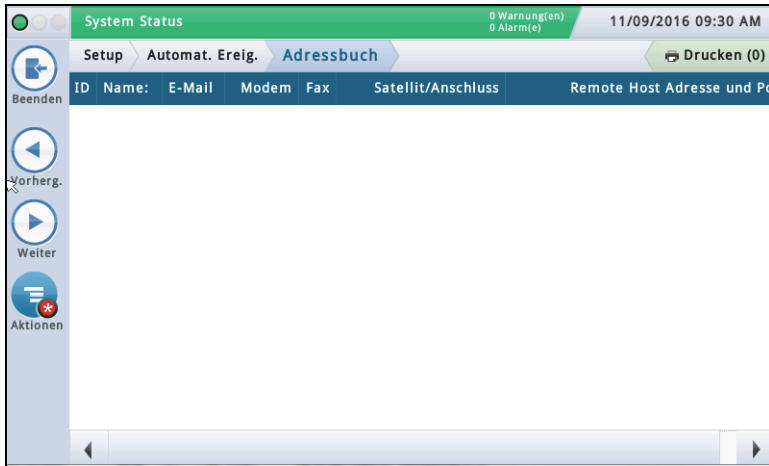 System Status
0 Warnung(en)
0 Alarm(e)
11/09/2016 09:30 AM
Setup Automat. Ereig. Adressbuch Drucken (0)
Beenden
ID Name: E-Mail Modem Fax Satellit/Anschluss Remote Host Adresse und Po
Vorherg.
Weiter
Aktionen